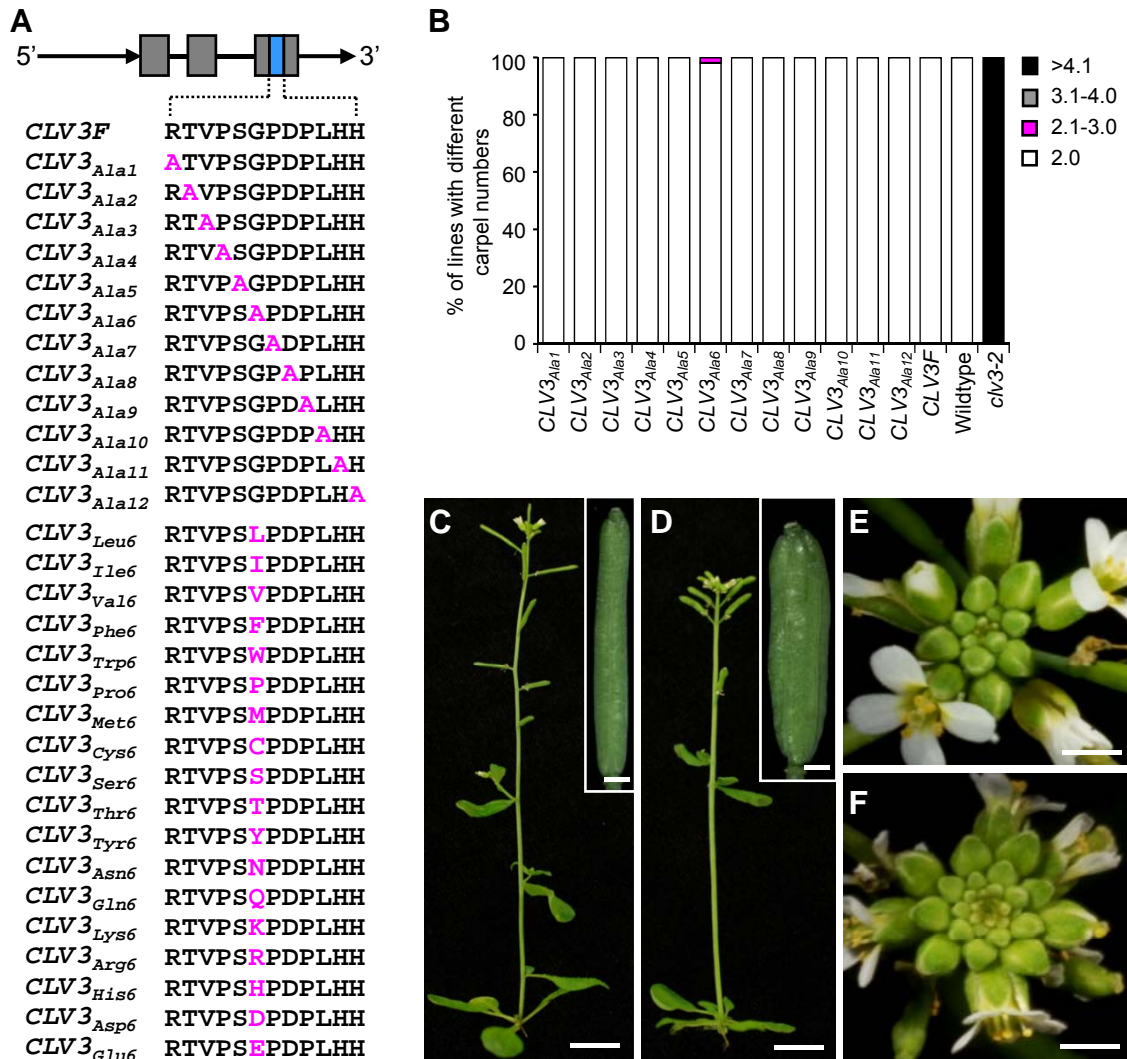 A
5’ 3’
CLV3F RTVPSGPDPLHH
CLV3Ala1 ATVPSGPDPLHH
CLV3Ala2 RAVPSGPDPLHH
CLV3Ala3 RTAPSGPDPLHH
CLV3Ala4 RTVASGPDPLHH
CLV3Ala5 RTVPAGPDPLHH
CLV3Ala6 RTVPSAPDPLHH
CLV3Ala7 RTVPSGADPLHH
CLV3Ala8 RTVPSGPAPLHH
CLV3Ala9 RTVPSGPDALHH
CLV3Ala10 RTVPSGPDPAHH
CLV3Ala11 RTVPSGPDPLAH
CLV3Ala12 RTVPSGPDPLHA
CLV3Leu6 RTVPSLPDPLHH
CLV3Ile6 RTVPSIPDPLHH
CLV3Val6 RTVPSVPDPLHH
CLV3Phe6 RTVPSFPDPLHH
CLV3Trp6 RTVPSWPDPLHH
CLV3Pro6 RTVPSPPDPLHH
CLV3Met6 RTVPSMPDPLHH
CLV3Cys6 RTVPSCPDPLHH
CLV3Ser6 RTVPSSPDPLHH
CLV3Thr6 RTVPSTPDPLHH
CLV3Tyr6 RTVPSYPDPLHH
CLV3Asn6 RTVPSNPDPLHH
CLV3Gln6 RTVPSQPDPLHH
CLV3Lys6 RTVPSKPDPLHH
CLV3Arg6 RTVPSRPDPLHH
CLV3His6 RTVPSHPDPLHH
CLV3Asp6 RTVPSDPDPLHH
CLV3Glu6 RTVPSEPDPLHH
B
% of lines with different
carpel numbers
100
80
60
40
20
0
CLV3Ala1
CLV3Ala2
CLV3Ala3
CLV3Ala4
CLV3Ala5
CLV3Ala6
CLV3Ala7
CLV3Ala8
CLV3Ala9
CLV3Ala10
CLV3Ala11
CLV3Ala12
CLV3F
Wildtype
clv3-2
>4.1
3.1-4.0
2.1-3.0
2.0
C
D
E
F